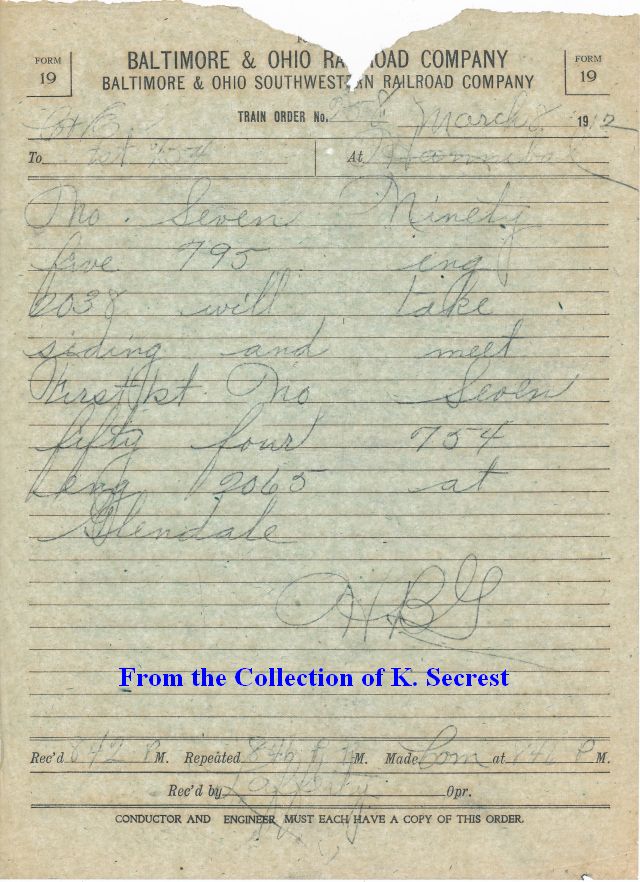 FORM 19
BALTIMORE & OHIO RAILROAD COMPANY
FORM 19
BALTIMORE & OHIO SOUTHWESTERN RAILROAD COMPANY
TRAIN ORDER No. March 8 1912
C&E
To 1st 754 At
No. Seven Ninety
five 795 eng
2038 will take
siding and meet
First 1st No Seven
fifty four 754
eng 2065 at
Glendale
HBG
From the Collection of K. Secrest
Rec'd 842 P M. Repeated 846 P M. Made Com at P M.
Rec'd by Opr.
CONDUCTOR AND ENGINEER MUST EACH HAVE A COPY OF THIS ORDER.